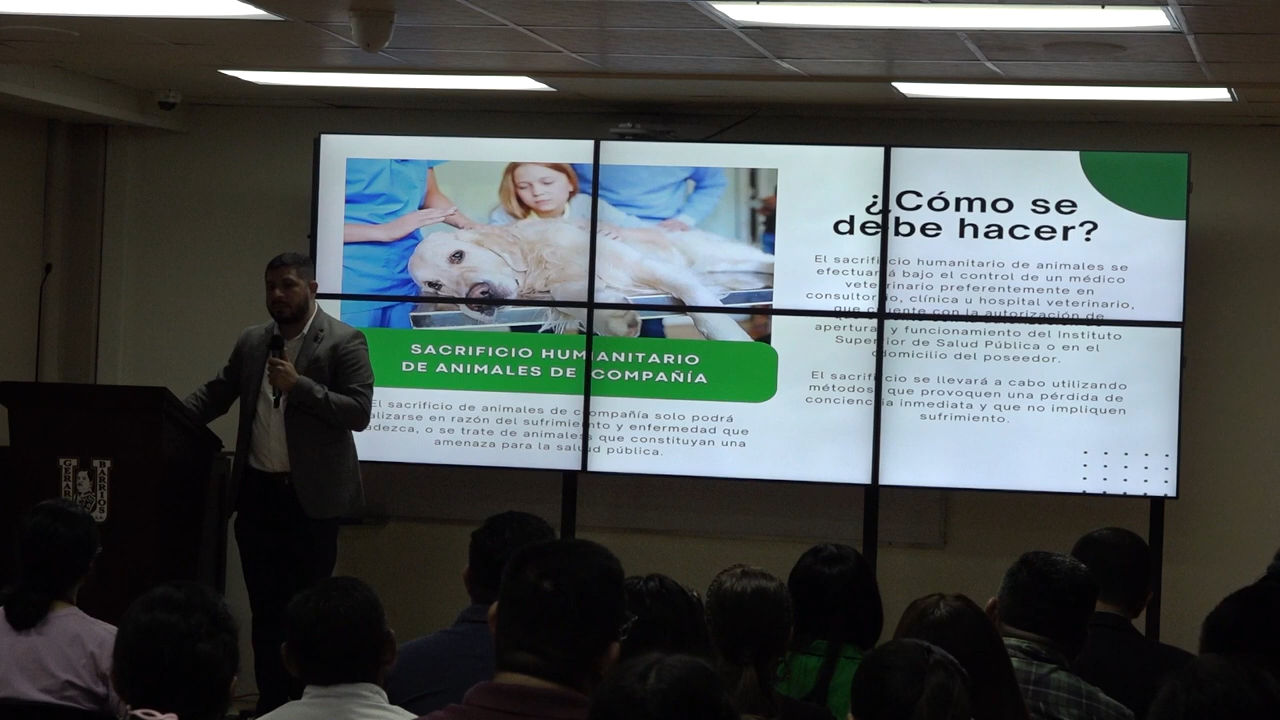 SACRIFICIO HUMANITARIO
DE ANIMALES DE COMPAÑÍA
El sacrificio de animales de compañía solo podrá
realizarse en razón del sufrimiento y enfermedad que
padezca, o se trate de animales que constituyan una
amenaza para la salud pública.
¿Cómo se
debe hacer?
El sacrificio humanitario de animales se
efectuará bajo el control de un médico
veterinario preferentemente en
consultorio, clínica u hospital veterinario,
que cuente con la autorización de
apertura y funcionamiento del Instituto
Superior de Salud Pública o en el
domicilio del poseedor.
El sacrificio se llevará a cabo utilizando
métodos que provoquen una pérdida de
conciencia inmediata y que no impliquen
sufrimiento.
GERARDO
BARRIOS